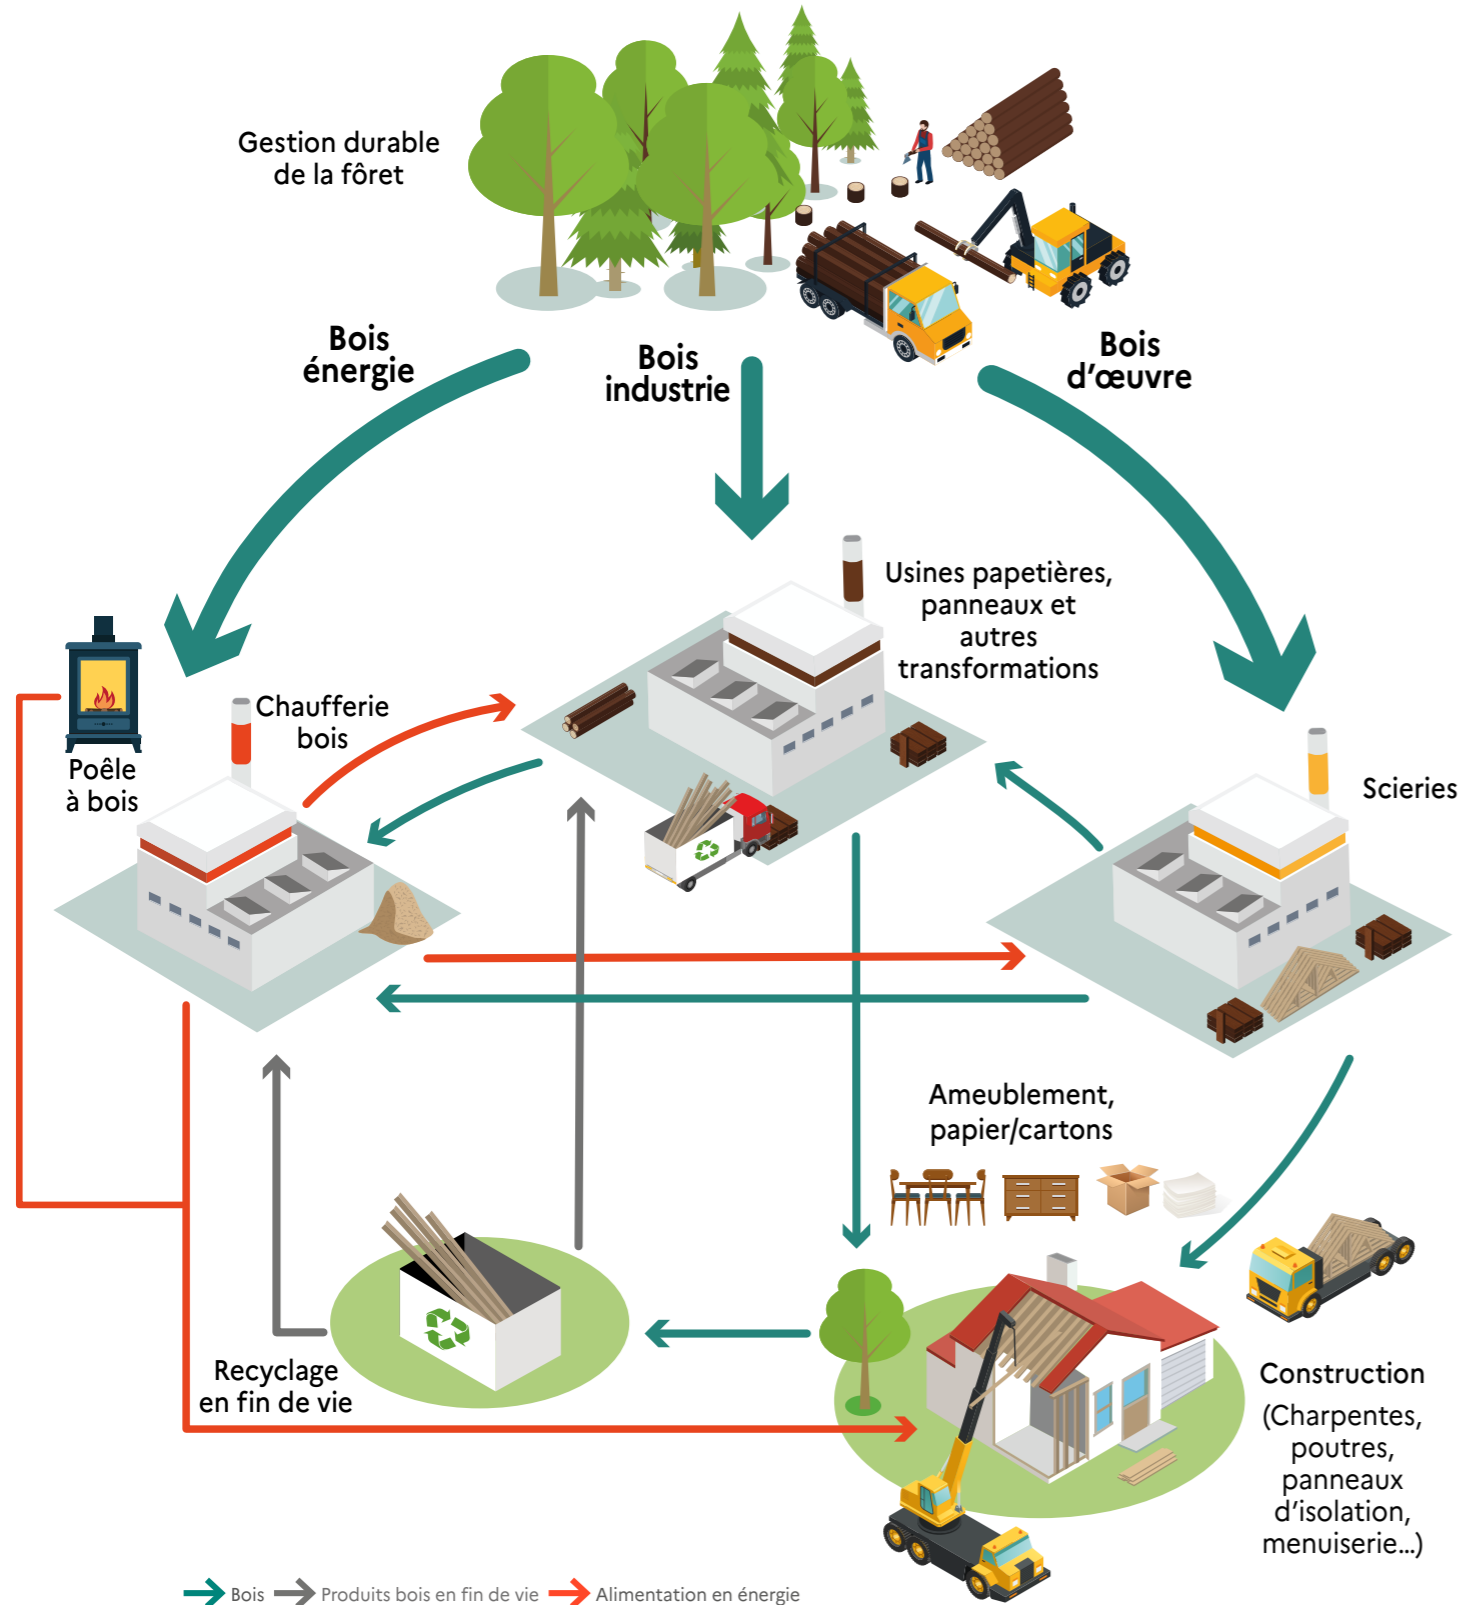 Gestion durable
de la fôret
Bois
énergie
Bois
industrie
Bois
d'œuvre
Usines papetières,
panneaux et
autres
transformations
Chaufferie
bois
Poêle
à bois
Scieries
Ameublement,
papier/cartons
Recyclage
en fin de vie
Construction
(Charpentes,
poutres,
panneaux
d'isolation,
menuiserie...)
Bois
Produits bois en fin de vie
Alimentation en énergie